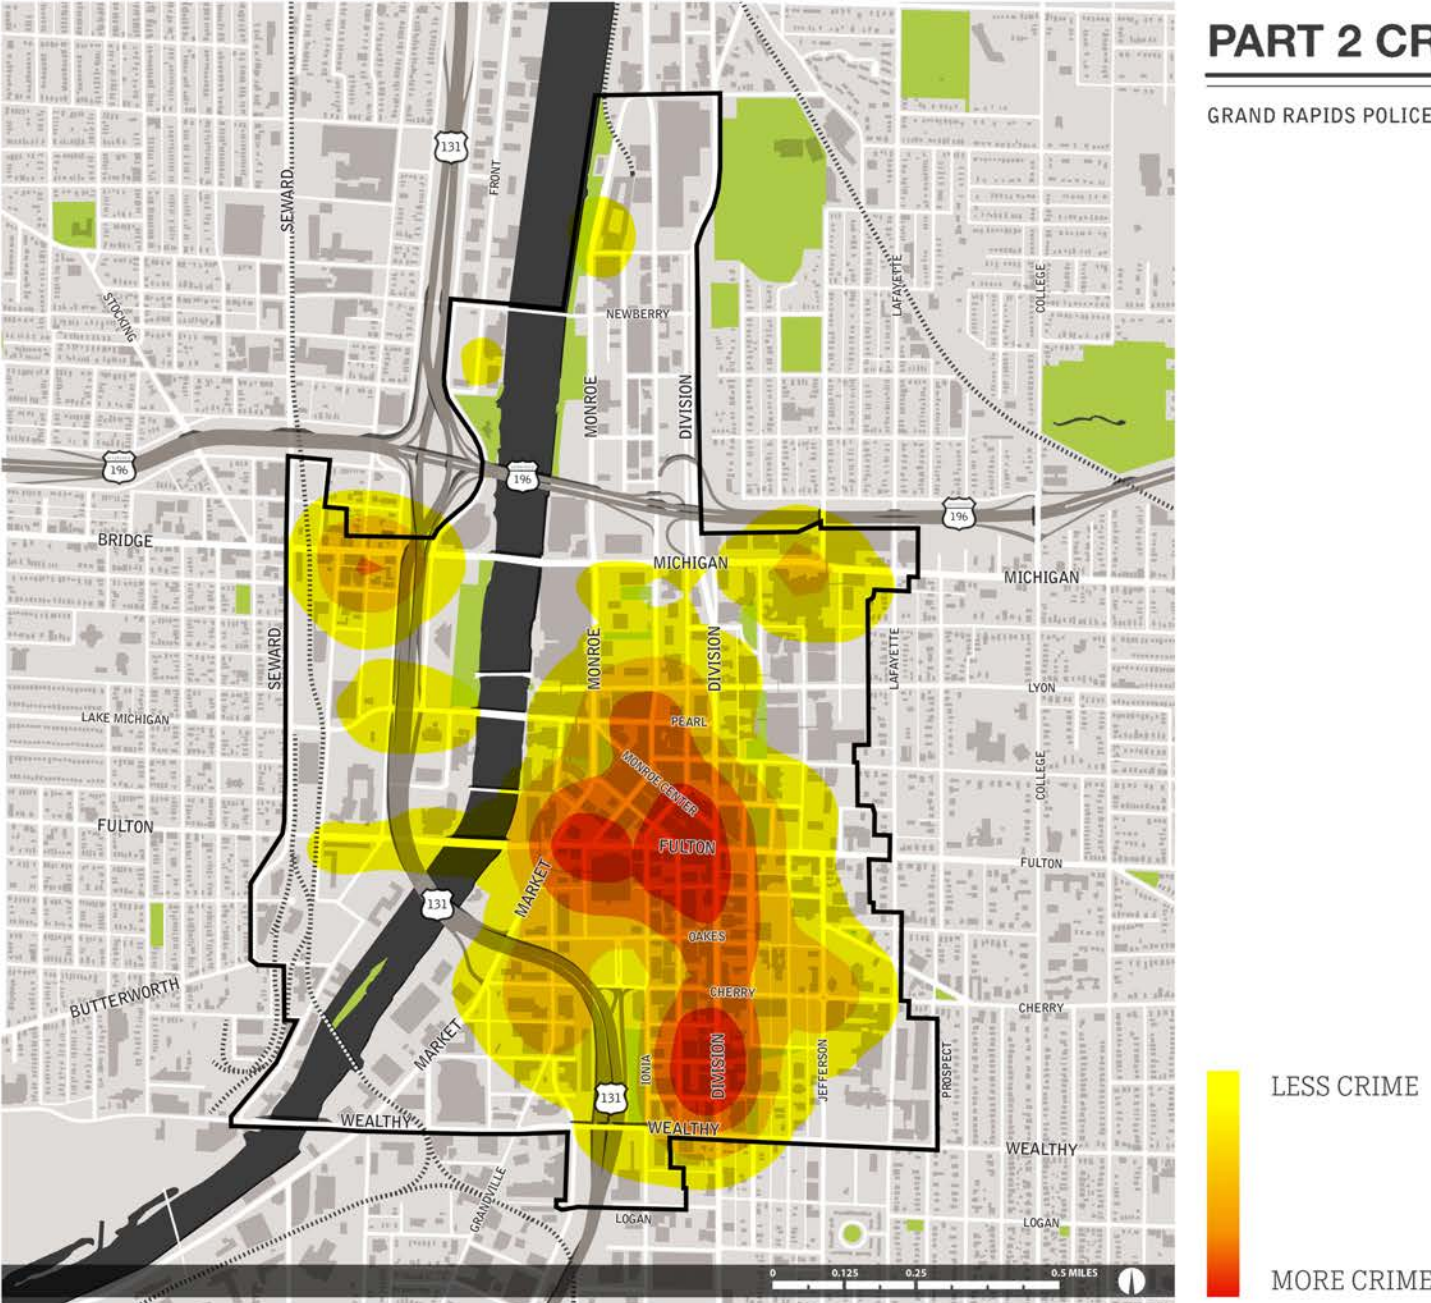 PART 2 CR
GRAND RAPIDS POLICE
131
FRONT
SEWARD
STOCKING
NEWBERRY
LAFAYETTE
COLLEGE
MONROE
DIVISION
196
196
196
BRIDGE
MICHIGAN
MICHIGAN
SEWARD
MONROE
DIVISION
LAFAYETTE
LYON
LAKE MICHIGAN
PEARL
MONROE CENTER
COLLEGE
FULTON
FULTON
FULTON
MARKET
131
OAKES
BUTTERWORTH
CHERRY
CHERRY
MARKET
IONIA
DIVISION
JEFFERSON
PROSPECT
131
WEALTHY
WEALTHY
WEALTHY
GRANDVILLE
LOGAN
LOGAN
0 0.125 0.25 0.5 MILES
LESS CRIME
MORE CRIME